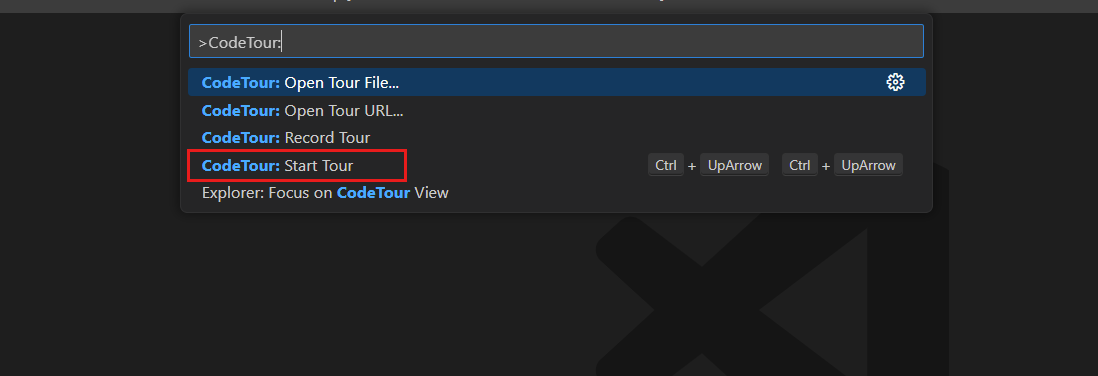 >CodeTour:
CodeTour: Open Tour File...
CodeTour: Open Tour URL...
CodeTour: Record Tour
CodeTour: Start Tour Ctrl + UpArrow Ctrl + UpArrow
Explorer: Focus on CodeTour View